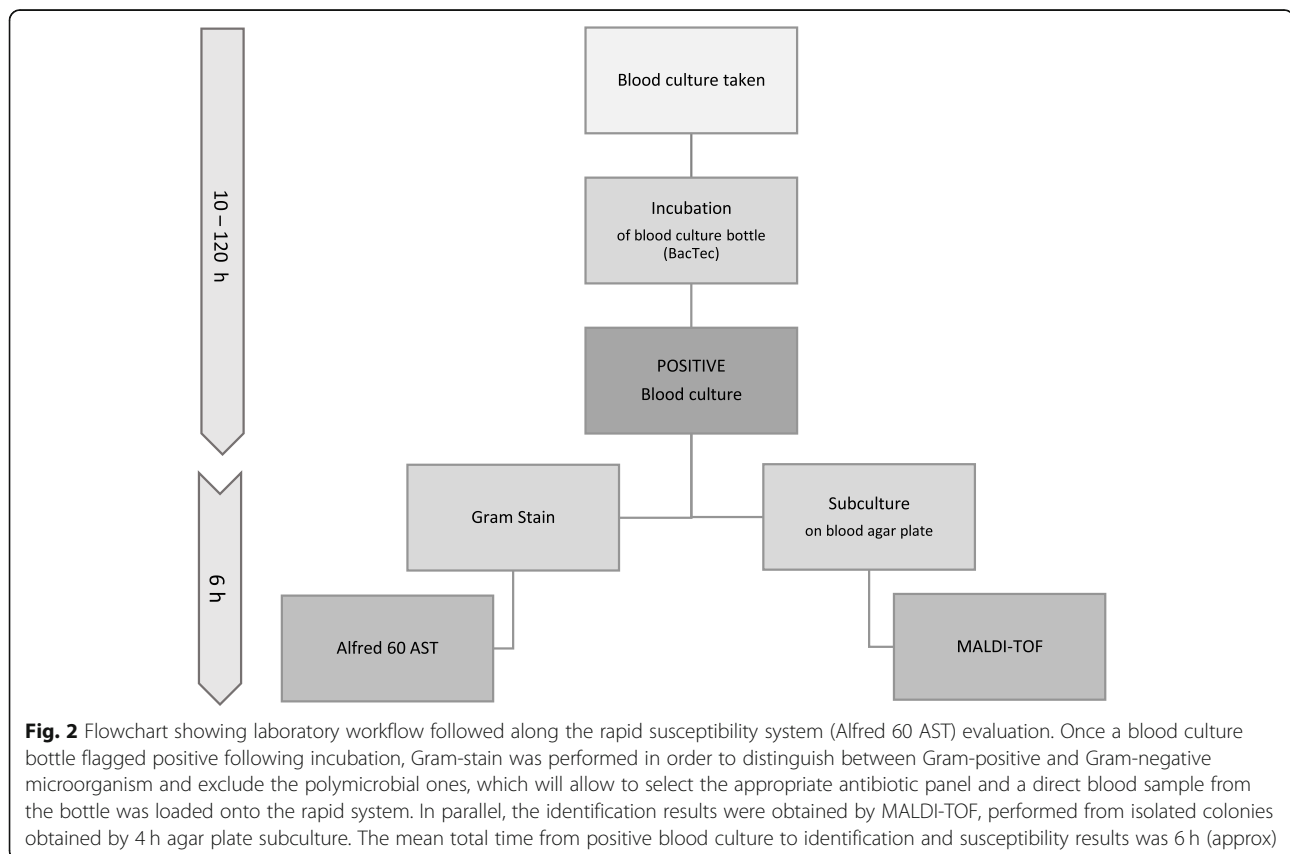 Blood culture taken
10 – 120 h
Incubation
of blood culture bottle
(BacTec)
POSITIVE
Blood culture
6 h
Gram Stain
Subculture
on blood agar plate
Alfred 60 AST
MALDI-TOF
Fig. 2 Flowchart showing laboratory workflow followed along the rapid susceptibility system (Alfred 60 AST) evaluation. Once a blood culture
bottle flagged positive following incubation, Gram-stain was performed in order to distinguish between Gram-positive and Gram-negative
microorganism and exclude the polymicrobial ones, which will allow to select the appropriate antibiotic panel and a direct blood sample from
the bottle was loaded onto the rapid system. In parallel, the identification results were obtained by MALDI-TOF, performed from isolated colonies
obtained by 4 h agar plate subculture. The mean total time from positive blood culture to identification and susceptibility results was 6 h (approx)